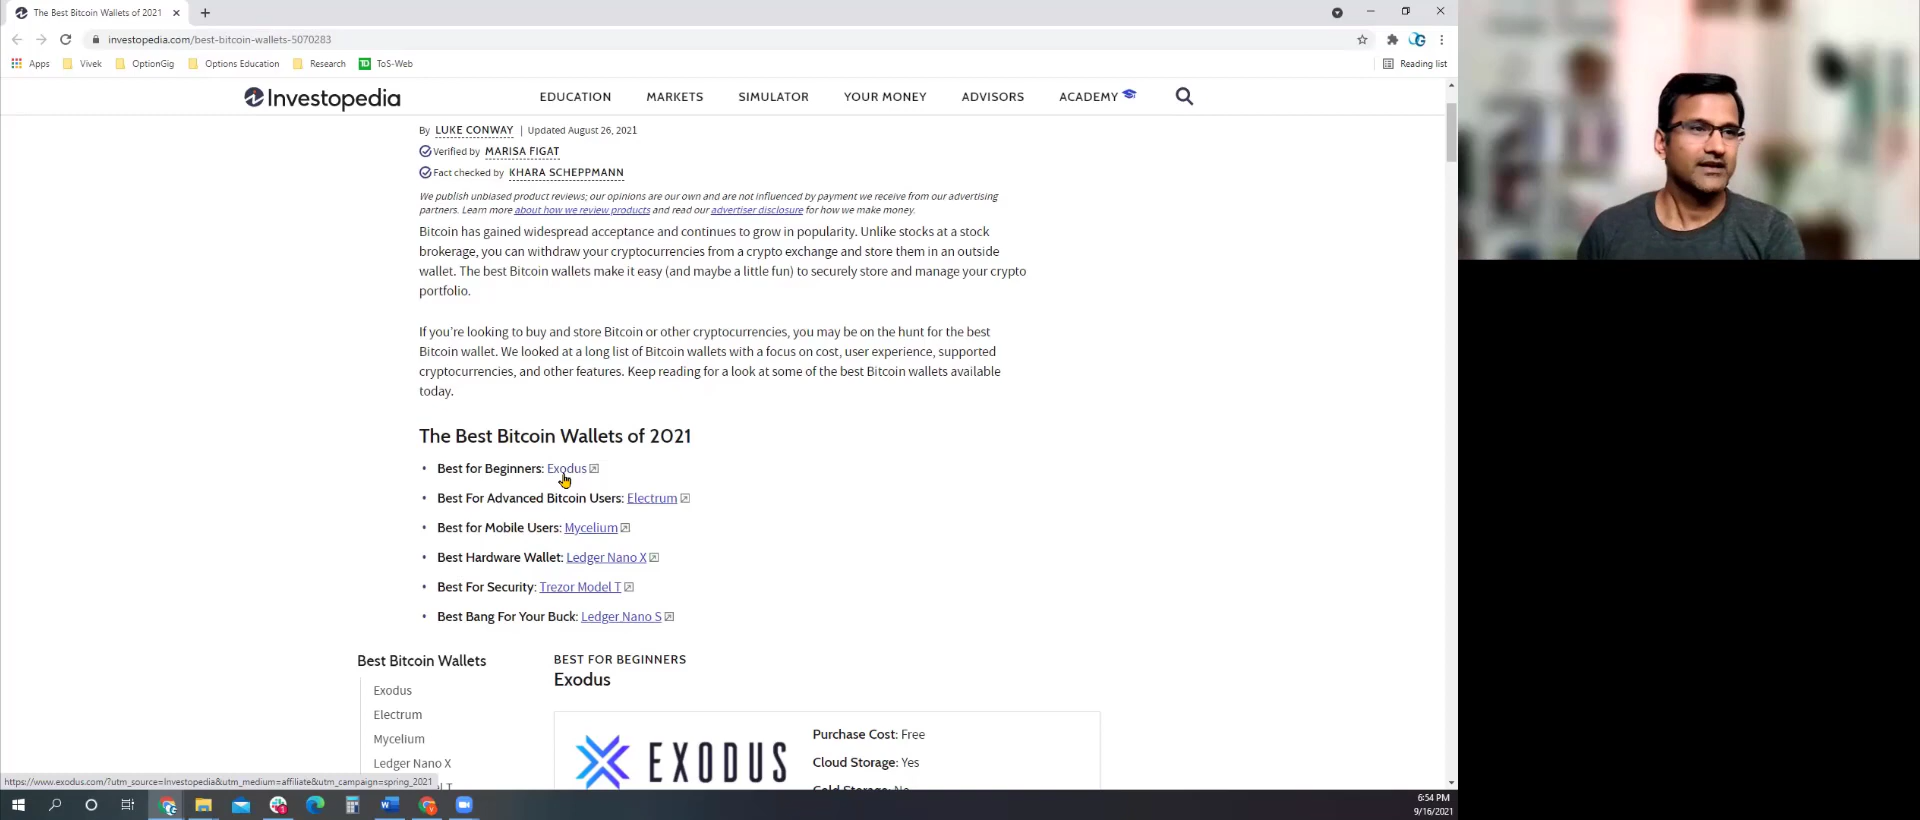 The Best Bitcoin Wallets of 2021
investopedia.com/best-bitcoin-wallets-5070283
Apps Vivek OptionGig Options Education Research ToS-Web Reading list
Investopedia EDUCATION MARKETS SIMULATOR YOUR MONEY ADVISORS ACADEMY
By LUKE CONWAY | Updated August 26, 2021
Verified by MARISA FIGAT
Fact checked by KHARA SCHEPPMANN
We publish unbiased product reviews; our opinions are our own and are not influenced by payment we receive from our advertising
partners. Learn more about how we review products and read our advertiser disclosure for how we make money.
Bitcoin has gained widespread acceptance and continues to grow in popularity. Unlike stocks at a stock
brokerage, you can withdraw your cryptocurrencies from a crypto exchange and store them in an outside
wallet. The best Bitcoin wallets make it easy (and maybe a little fun) to securely store and manage your crypto
portfolio.
If you're looking to buy and store Bitcoin or other cryptocurrencies, you may be on the hunt for the best
Bitcoin wallet. We looked at a long list of Bitcoin wallets with a focus on cost, user experience, supported
cryptocurrencies, and other features. Keep reading for a look at some of the best Bitcoin wallets available
today.
The Best Bitcoin Wallets of 2021
• Best for Beginners: Exodus
• Best For Advanced Bitcoin Users: Electrum
• Best for Mobile Users: Mycelium
• Best Hardware Wallet: Ledger Nano X
• Best For Security: Trezor Model T
• Best Bang For Your Buck: Ledger Nano S
Best Bitcoin Wallets
Exodus
Electrum
Mycelium
Ledger Nano X
BEST FOR BEGINNERS
Exodus
EXODUS
Purchase Cost: Free
Cloud Storage: Yes
https://www.exodus.com/?utm_source=Investopedia&utm_medium=affiliate&utm_campaign=spring_2021
6:54 PM
9/16/2021